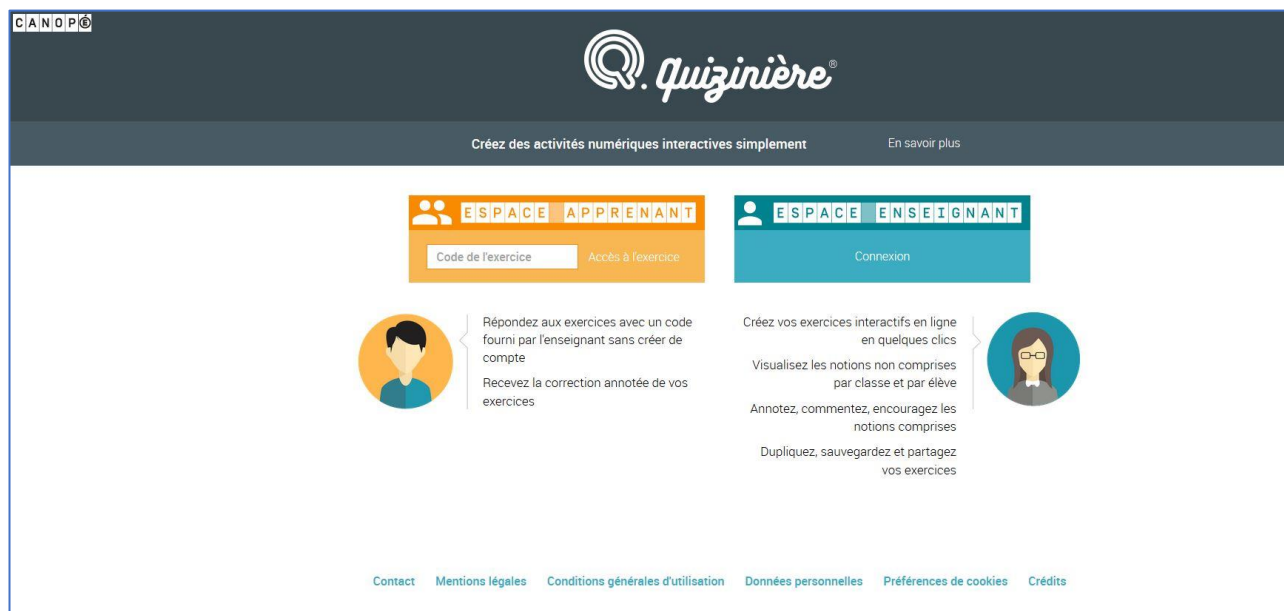 CANOPÉ
Q. Quizinière®
Créez des activités numériques interactives simplement En savoir plus
ESPACE APPRENANT
Code de l'exercice Accès à l'exercice
Répondez aux exercices avec un code
fourni par l'enseignant sans créer de
compte
Recevez la correction annotée de vos
exercices
ESPACE ENSEIGNANT
Connexion
Créez vos exercices interactifs en ligne
en quelques clics
Visualisez les notions non comprises
par classe et par élève
Annotez, commentez, encouragez les
notions comprises
Dupliquez, sauvegardez et partagez
vos exercices
Contact Mentions légales Conditions générales d'utilisation Données personnelles Préférences de cookies Crédits